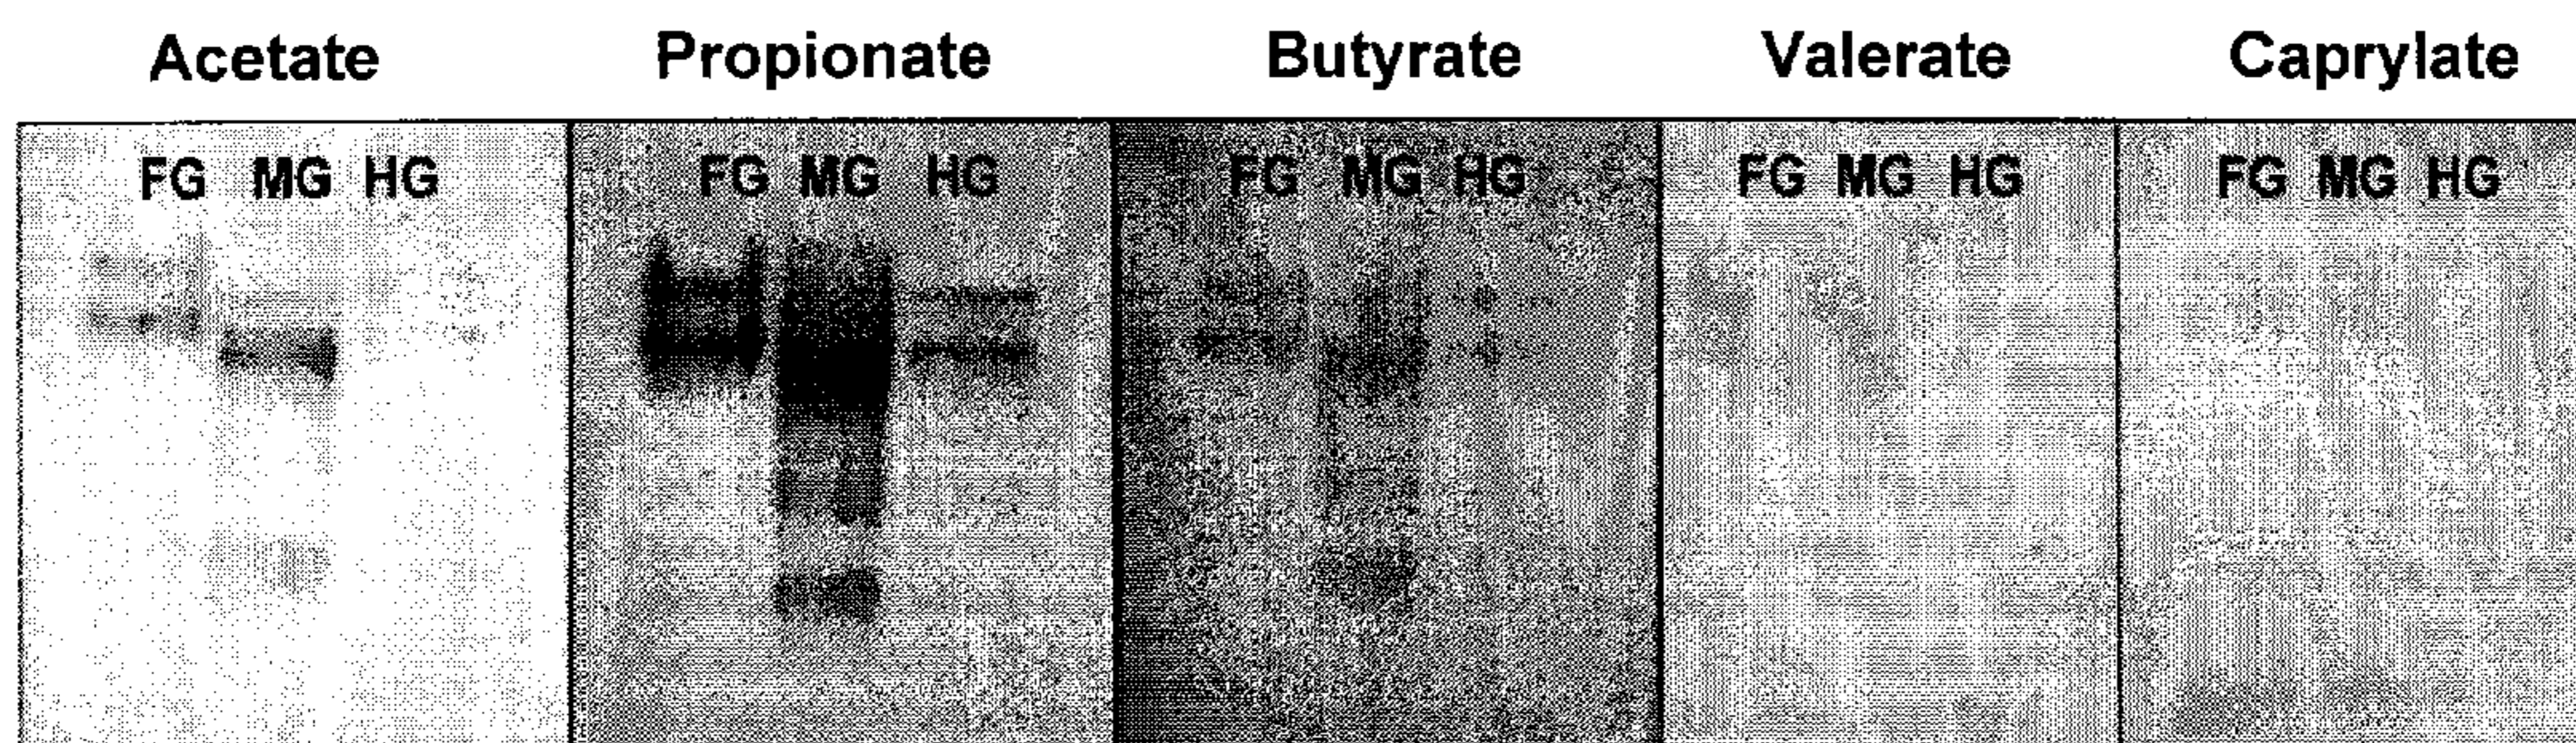 Acetate Propionate Butyrate Valerate Caprylate
FG MG HG FG MG HG FG MG HG FG MG HG FG MG HG